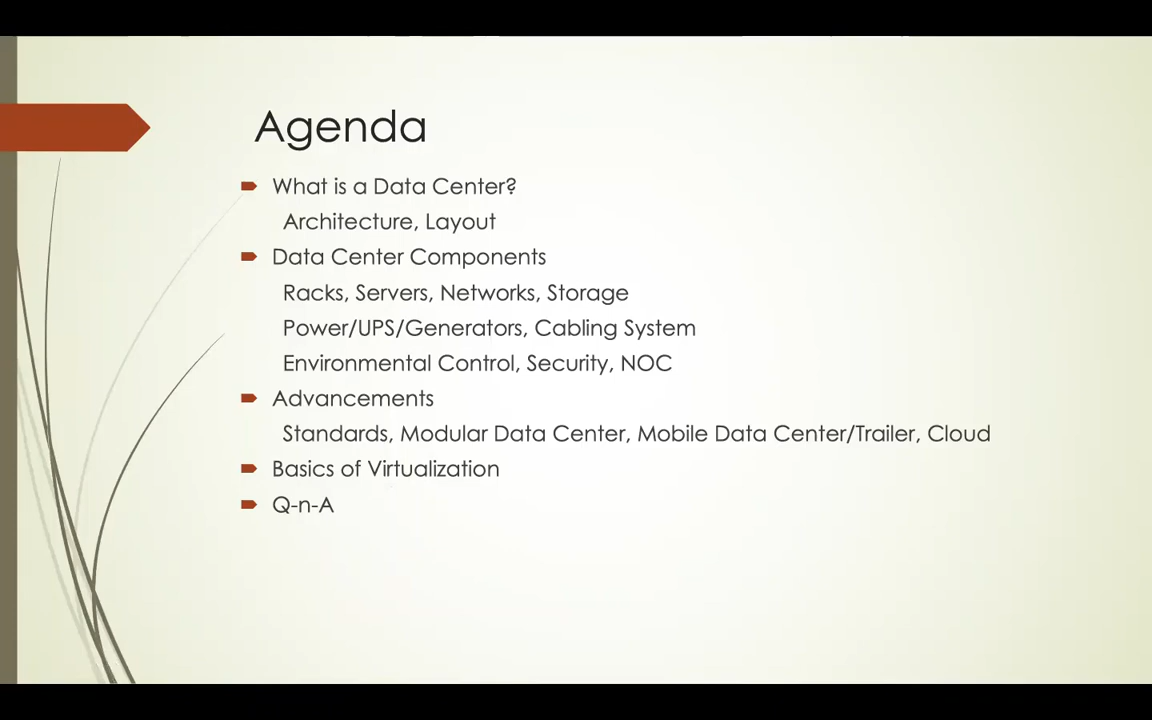 Agenda
What is a Data Center?
Architecture, Layout
Data Center Components
Racks, Servers, Networks, Storage
Power/UPS/Generators, Cabling System
Environmental Control, Security, NOC
Advancements
Standards, Modular Data Center, Mobile Data Center/Trailer, Cloud
Basics of Virtualization
Q-n-A